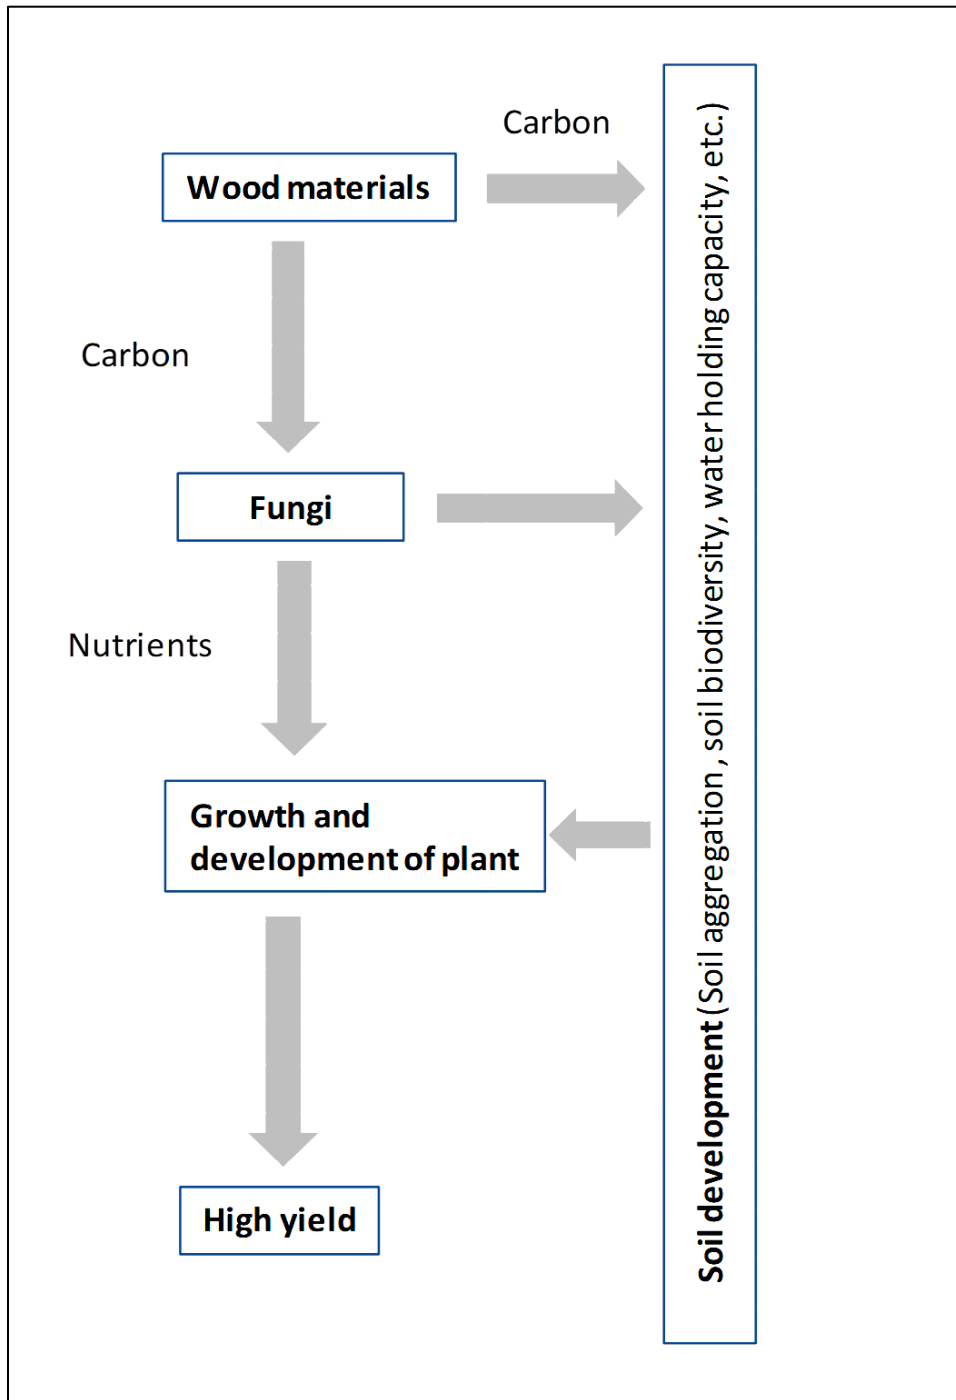 Carbon
Wood materials
Carbon
Fungi
Nutrients
Growth and
development of plant
High yield
Soil development (Soil aggregation , soil biodiversity, water holding capacity, etc.)